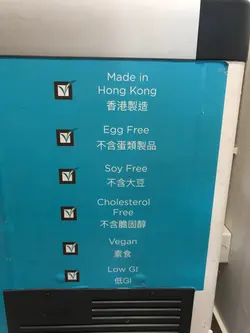 Made in
Hong Kong
香港製造
Egg Free
不含蛋類製品
Soy Free
不含大豆
Cholesterol
Free
不含膽固醇
Vegan
素食
Low GI
低GI